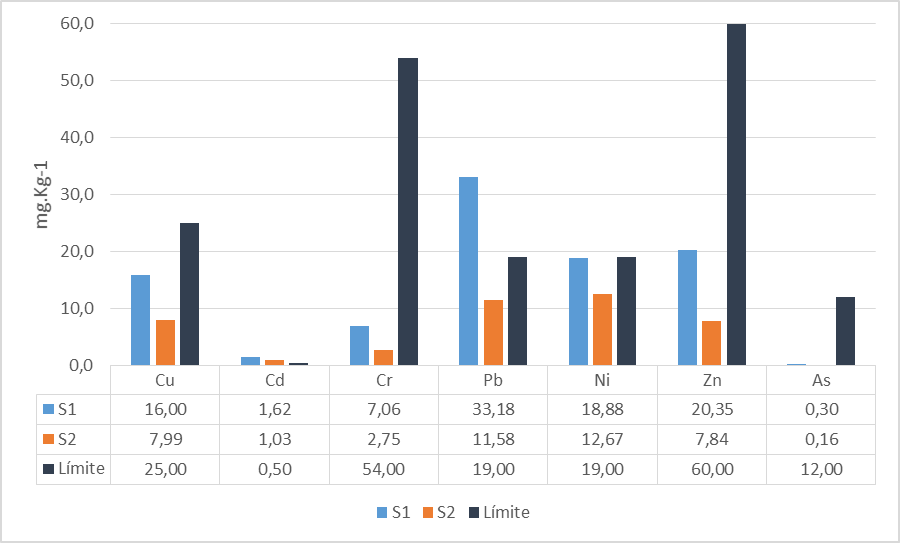 60,0
50,0
40,0
30,0
20,0
10,0
0,0
mg.Kg-1
Cu Cd Cr Pb Ni Zn As
S1 16,00 1,62 7,06 33,18 18,88 20,35 0,30
S2 7,99 1,03 2,75 11,58 12,67 7,84 0,16
Límite 25,00 0,50 54,00 19,00 19,00 60,00 12,00
S1 S2 Límite